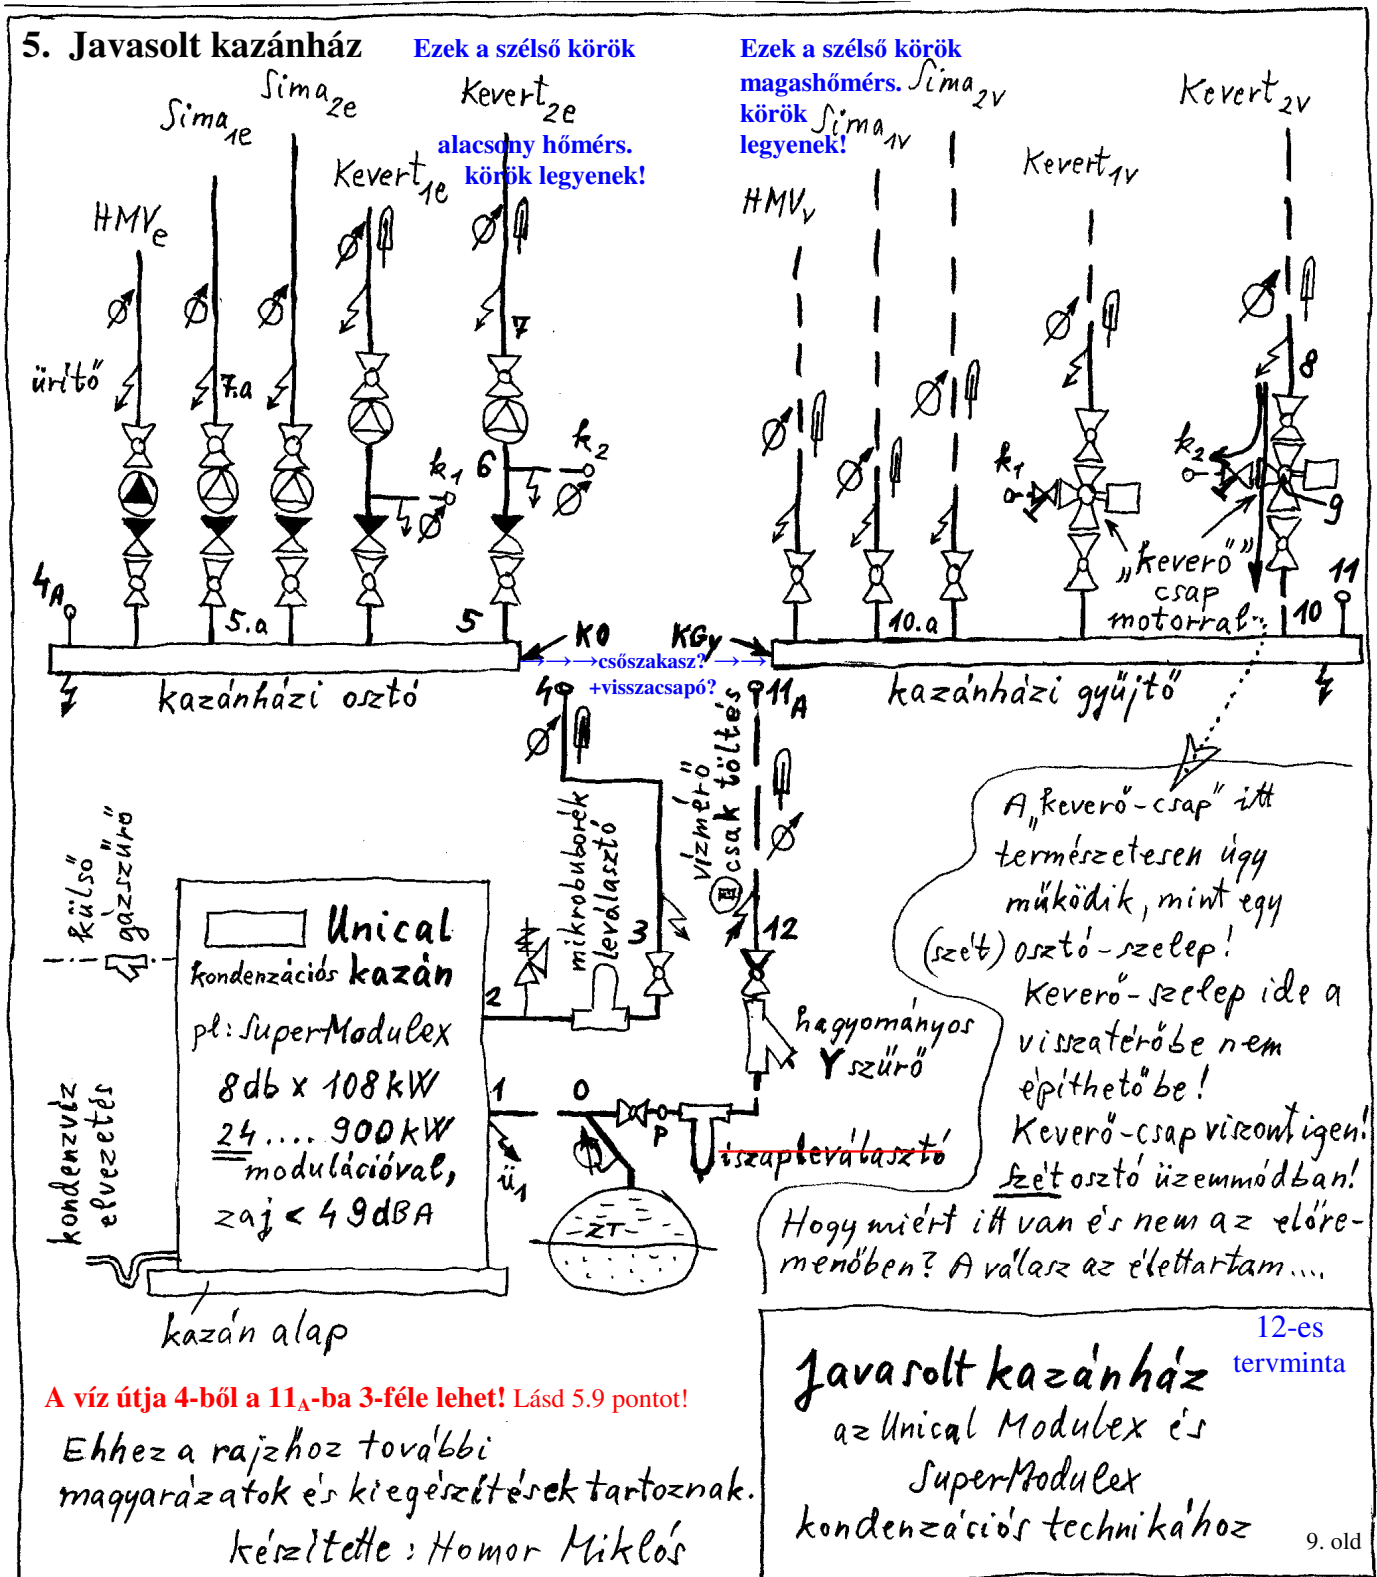 5. Javasolt kazánház
Ezek a szélső körök
alacsony hőmérs.
körök legyenek!
Ezek a szélső körök
magashőmérs.
körök
legyenek!
HMVe
Sima1e
Sima2e
Kevert1e
Kevert2e
HMVv
Sima1v
Sima2v
Kevert1v
Kevert2v
ürítő
7.a
7
8
k1
6
k2
k1
k2
9
„keverő”
csap
motorral
4A
5.a
5
KO
KGy
10.a
10
11
→→→csőszakasz? →→
+visszacsapó?
kazánházi osztó
4
11A
kazánházi gyűjtő
mikrobuborék
leválasztó
vízmérő
csak töltés
3
12
külső
gázszűrő
Unical
kondenzációs kazán
pl: SuperModulex
8db x 108kW
24.... 900kW
modulációval,
zaj < 49dBA
2
1
0
P
ü1
hagyományos
Y szűrő
iszapleválasztó
ZT
kondenzvíz
elvezetés
kazán alap
A „keverő-csap” itt
természetesen úgy
működik, mint egy
(szét) osztó-szelep!
Keverő-szelep ide a
visszatérőbe nem
építhető be!
Keverő-csap viszont igen!
szét osztó üzemmódban!
Hogy miért itt van és nem az előre-
menőben? A válasz az élettartam....
A víz útja 4-ből a 11A-ba 3-féle lehet! Lásd 5.9 pontot!
Ehhez a rajzhoz további
magyarázatok és kiegészítések tartoznak.
készítette: Homor Miklós
12-es
tervminta
Javasolt kazánház
az Unical Modulex és
SuperModulex
kondenzációs technikához
9. old